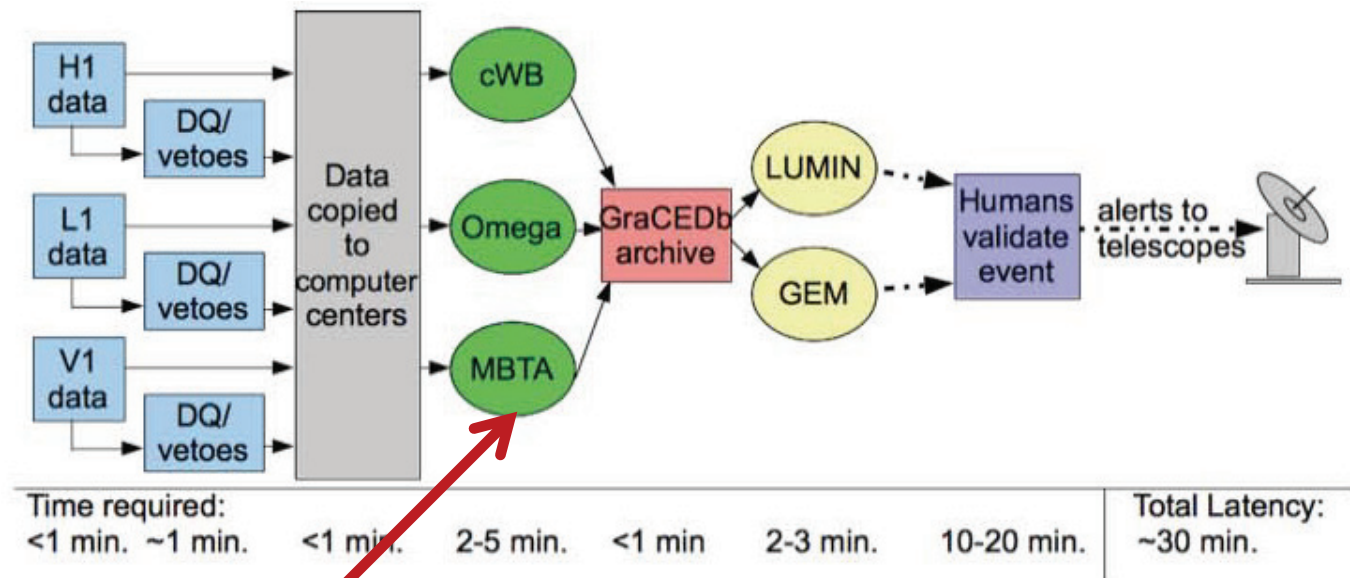 H1
data
DQ/
vetoes
L1
data
DQ/
vetoes
V1
data
DQ/
vetoes
Data
copied
to
computer
centers
cWB
Omega
MBTA
GraCEDb
archive
LUMIN
GEM
Humans
validate
event
alerts to
telescopes
Time required:
<1 min. ~1 min. <1 min. 2-5 min. <1 min 2-3 min. 10-20 min.
Total Latency:
~30 min.